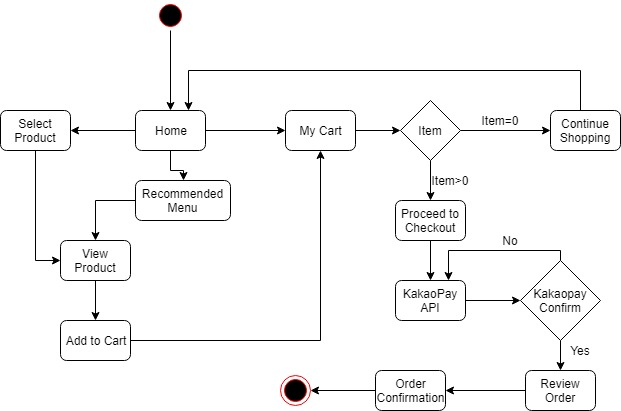 Select
Product
Home
My Cart
Item
Item=0
Continue
Shopping
Recommended
Menu
Item>0
Proceed to
Checkout
View
Product
No
KakaoPay
API
Kakaopay
Confirm
Add to Cart
Yes
Order
Confirmation
Review
Order